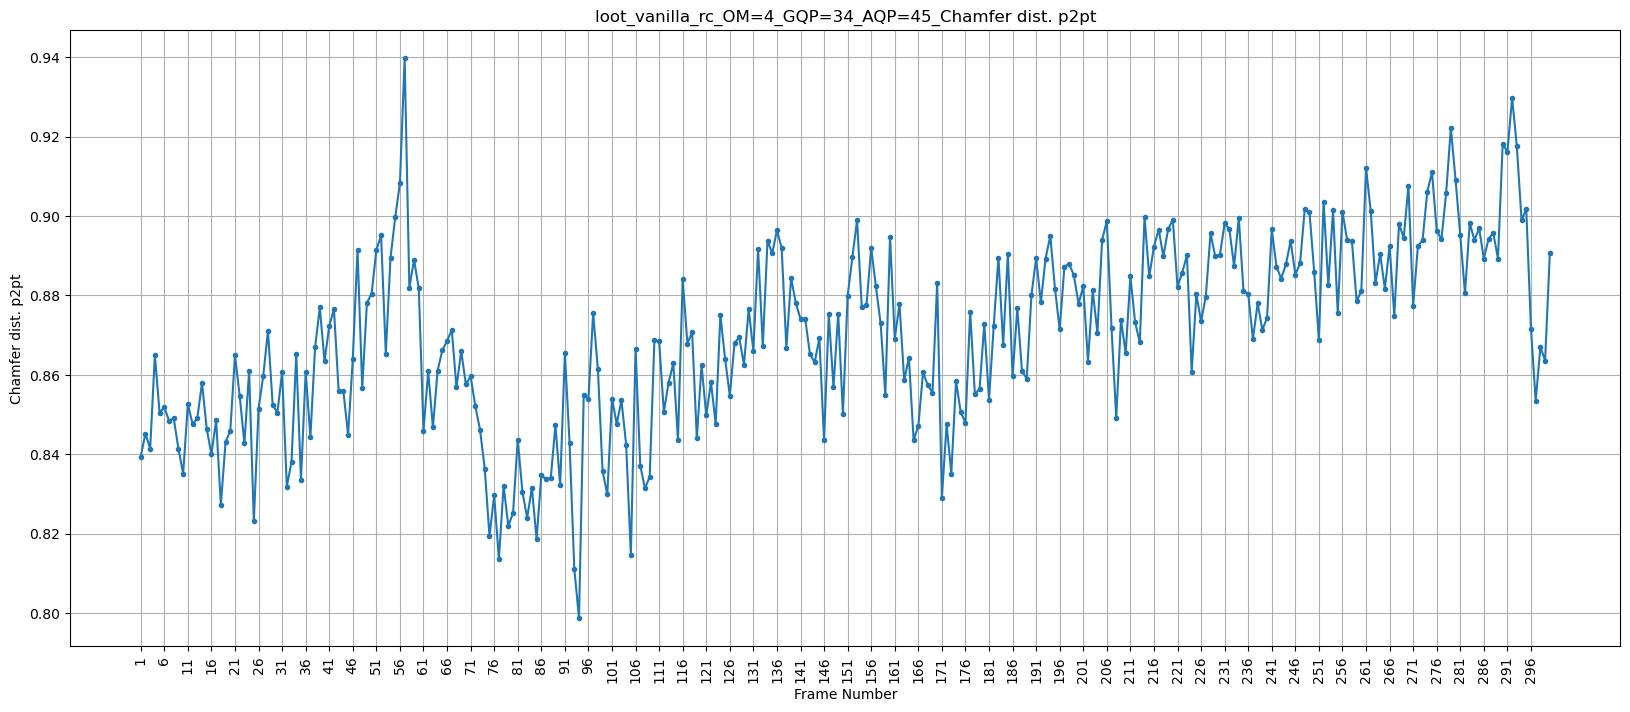 loot_vanilla_rc_OM=4_GQP=34_AQP=45_Chamfer dist. p2pt
Chamfer dist. p2pt
0.94
0.92
0.90
0.88
0.86
0.84
0.82
0.80
1 6 11 16 21 26 31 36 41 46 51 56 61 66 71 76 81 86 91 96 101 106 111 116 121 126 131 136 141 146 151 156 161 166 171 176 181 186 191 196 201 206 211 216 221 226 231 236 241 246 251 256 261 266 271 276 281 286 291 296
Frame Number